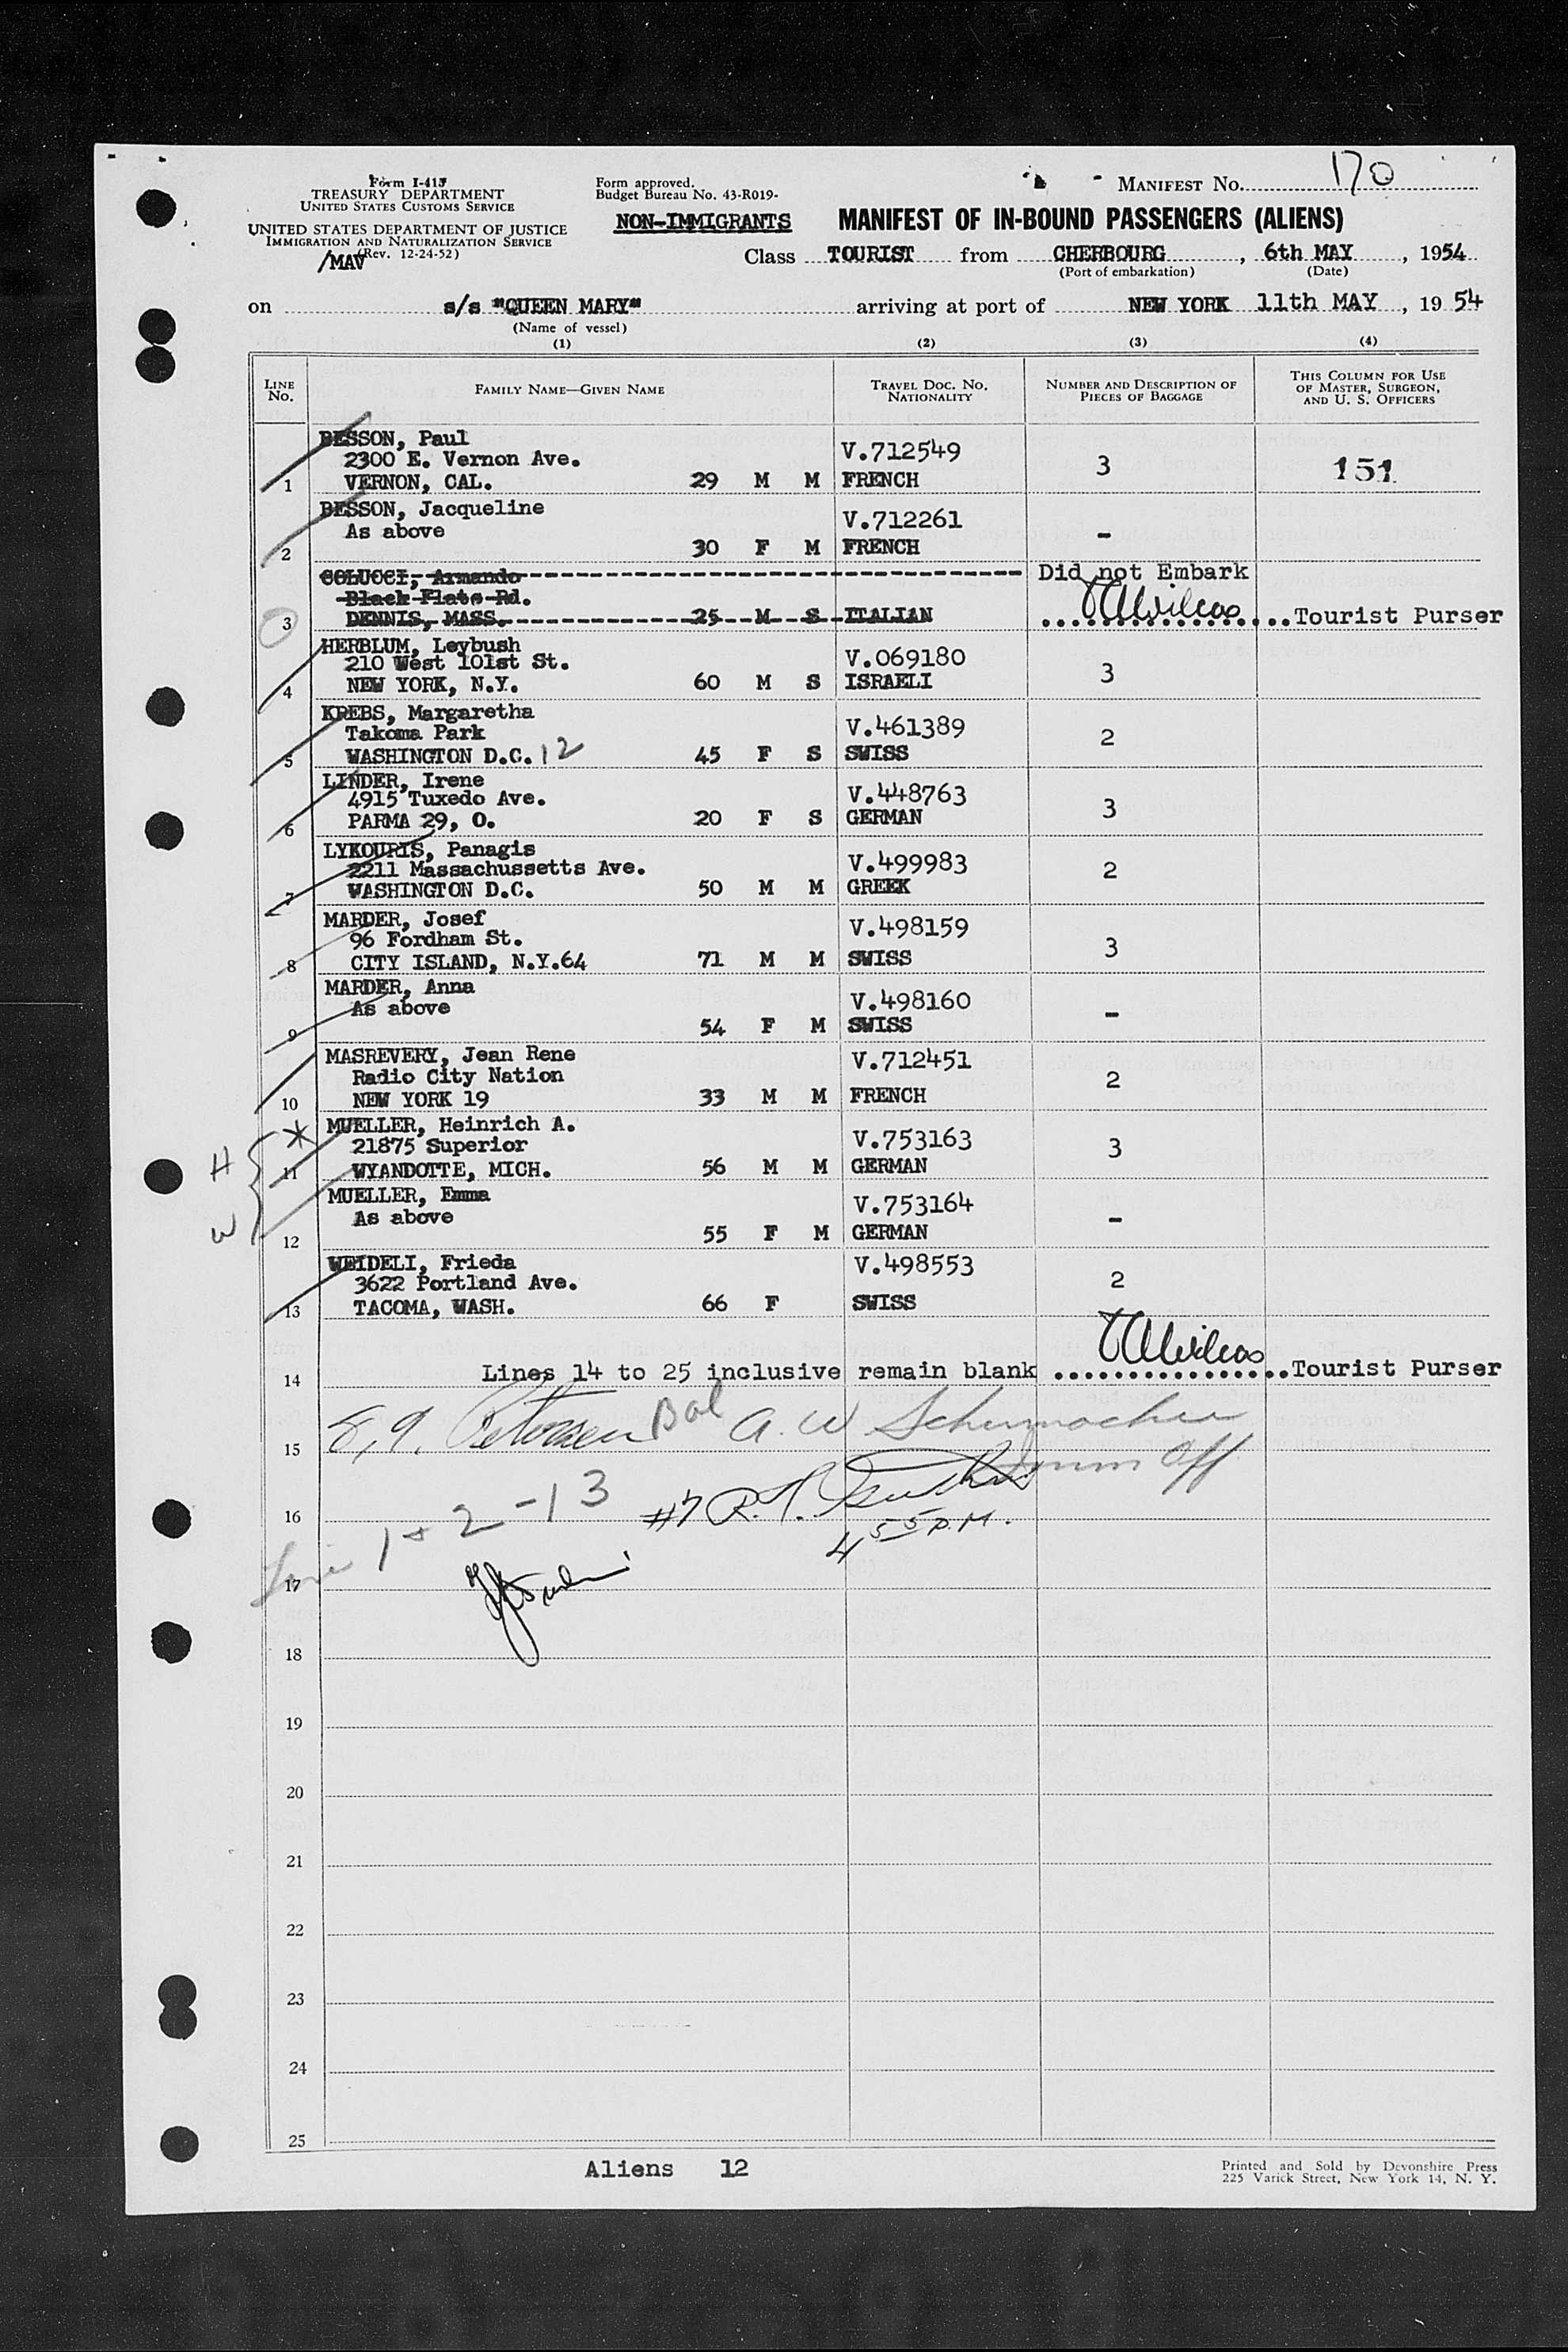 Form I-415
TREASURY DEPARTMENT
UNITED STATES CUSTOMS SERVICE
UNITED STATES DEPARTMENT OF JUSTICE
IMMIGRATION AND NATURALIZATION SERVICE
(Rev. 12-24-52)
/MAV
Form approved.
Budget Bureau No. 43-R019-
NON-IMMIGRANTS
MANIFEST NO. 170
MANIFEST OF IN-BOUND PASSENGERS (ALIENS)
Class TOURIST from CHERBOURG, 6th MAY, 1954
(Port of embarkation) (Date)
on s/s "QUEEN MARY" arriving at port of NEW YORK 11th MAY, 1954
(Name of vessel)
(1) (2) (3) (4)
LINE NO. FAMILY NAME—GIVEN NAME TRAVEL DOC. NO. NATIONALITY NUMBER AND DESCRIPTION OF PIECES OF BAGGAGE THIS COLUMN FOR USE OF MASTER, SURGEON, AND U. S. OFFICERS
BESSON, Paul V.712549
2300 E. Vernon Ave. 3 151
1 VERNON, CAL. 29 M M FRENCH
BESSON, Jacqueline V.712261
As above -
2 30 F M FRENCH
COLUCCI, Armando Did not Embark
Black Flats Rd.
3 DENNIS, MASS. 25 M S ITALIAN Tourist Purser
HERBLUM, Leybush V.069180
210 West 101st St. 3
4 NEW YORK, N.Y. 60 M S ISRAELI
KREBS, Margaretha V.461389
Takoma Park 2
5 WASHINGTON D.C. 12 45 F S SWISS
LINDER, Irene V.448763
4915 Tuxedo Ave. 3
6 PARMA 29, O. 20 F S GERMAN
LYKOURIS, Panagis V.499983
2211 Massachussetts Ave. 2
7 WASHINGTON D.C. 50 M M GREEK
MARDER, Josef V.498159
96 Fordham St. 3
8 CITY ISLAND, N.Y.64 71 M M SWISS
MARDER, Anna V.498160
As above -
9 54 F M SWISS
MASREVERY, Jean Rene V.712451
Radio City Nation 2
10 NEW YORK 19 33 M M FRENCH
MUELLER, Heinrich A. V.753163
H 21875 Superior 3
11 WYANDOTTE, MICH. 56 M M GERMAN
MUELLER, Emma V.753164
W As above -
12 55 F M GERMAN
WEIDELI, Frieda V.498553
3622 Portland Ave. 2
13 TACOMA, WASH. 66 F SWISS
14 Lines 14 to 25 inclusive remain blank Tourist Purser
15 A. W. Schumacher
Imm Off
16 1 + 2 - 13 #7 R.
4 55 P.M.
17 Line
18
19
20
21
22
23
24
25
Aliens 12
Printed and Sold by Devonshire Press
225 Varick Street, New York 14, N. Y.